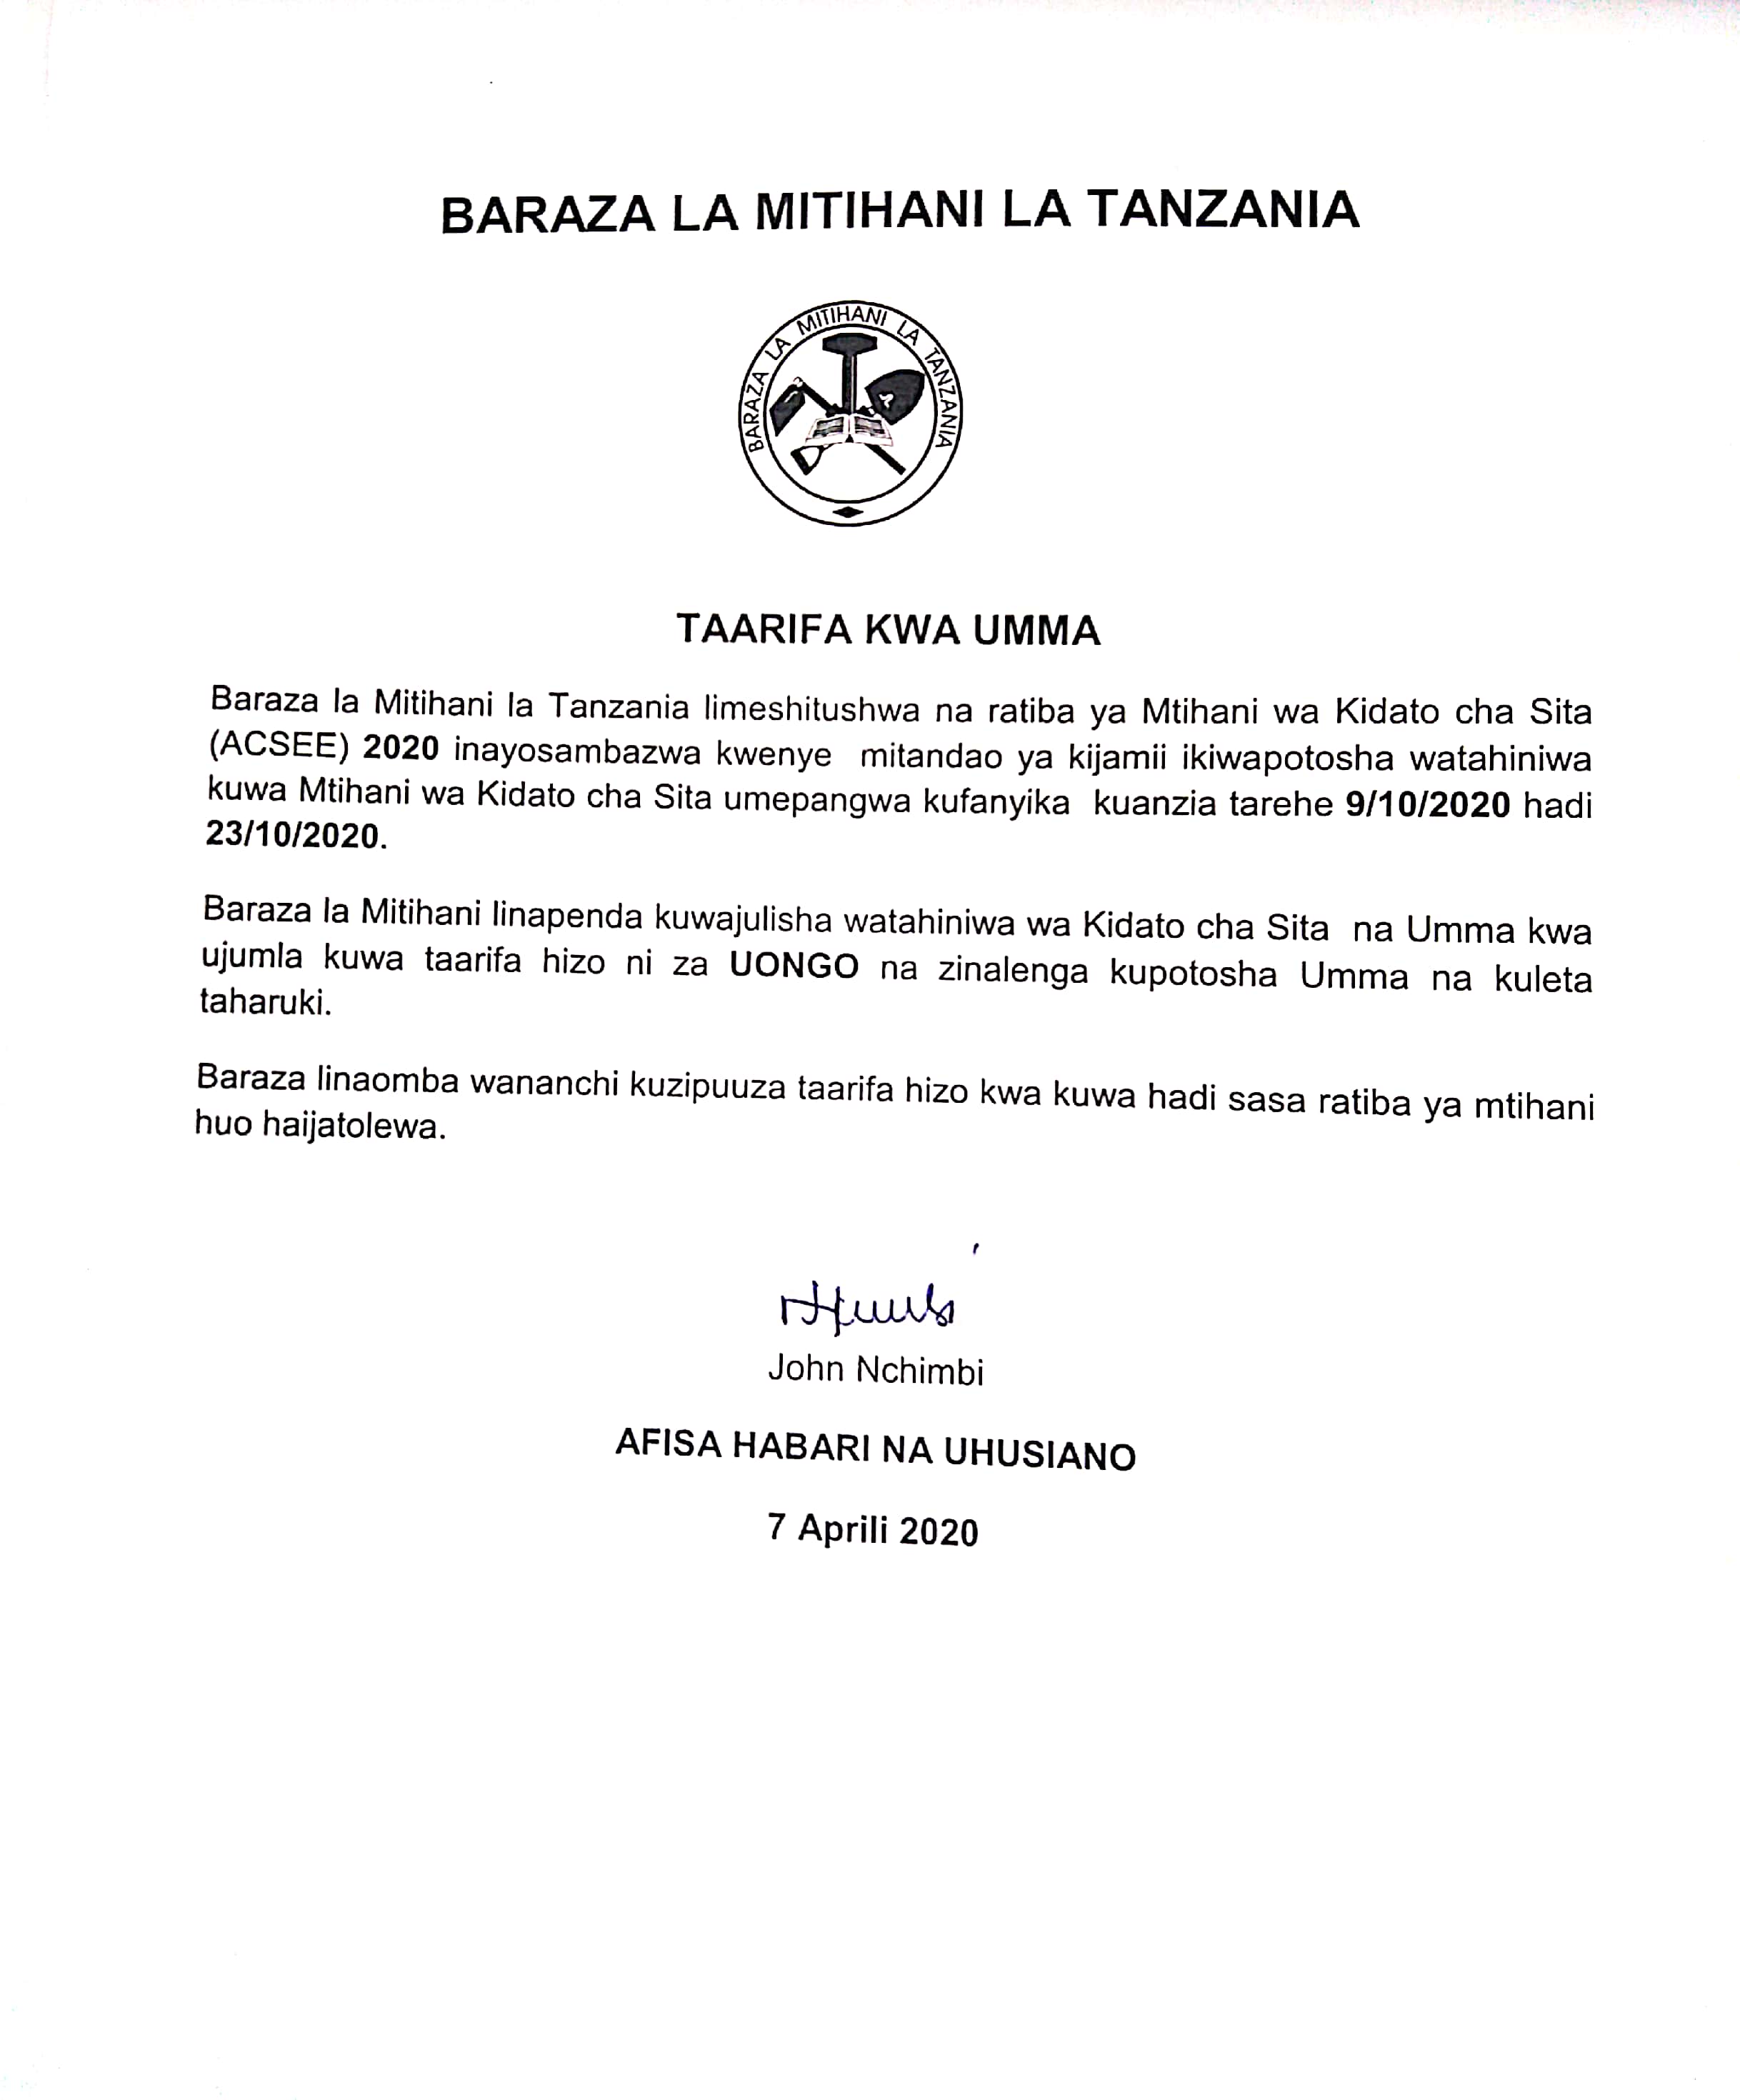 BARAZA LA MITIHANI LA TANZANIA
BARAZA LA MITIHANI LA TANZANIA
TAARIFA KWA UMMA
Baraza la Mitihani la Tanzania limeshitushwa na ratiba ya Mtihani wa Kidato cha Sita
(ACSEE) 2020 inayosambazwa kwenye mitandao ya kijamii ikiwapotosha watahiniwa
kuwa Mtihani wa Kidato cha Sita umepangwa kufanyika kuanzia tarehe 9/10/2020 hadi
23/10/2020.
Baraza la Mitihani linapenda kuwajulisha watahiniwa wa Kidato cha Sita na Umma kwa
ujumla kuwa taarifa hizo ni za UONGO na zinalenga kupotosha Umma na kuleta
taharuki.
Baraza linaomba wananchi kuzipuuza taarifa hizo kwa kuwa hadi sasa ratiba ya mtihani
huo haijatolewa.
John Nchimbi
AFISA HABARI NA UHUSIANO
7 Aprili 2020